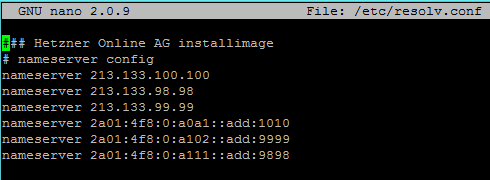 GNU nano 2.0.9 File: /etc/resolv.conf
### Hetzner Online AG installimage
# nameserver config
nameserver 213.133.100.100
nameserver 213.133.98.98
nameserver 213.133.99.99
nameserver 2a01:4f8:0:a0a1::add:1010
nameserver 2a01:4f8:0:a102::add:9999
nameserver 2a01:4f8:0:a111::add:9898